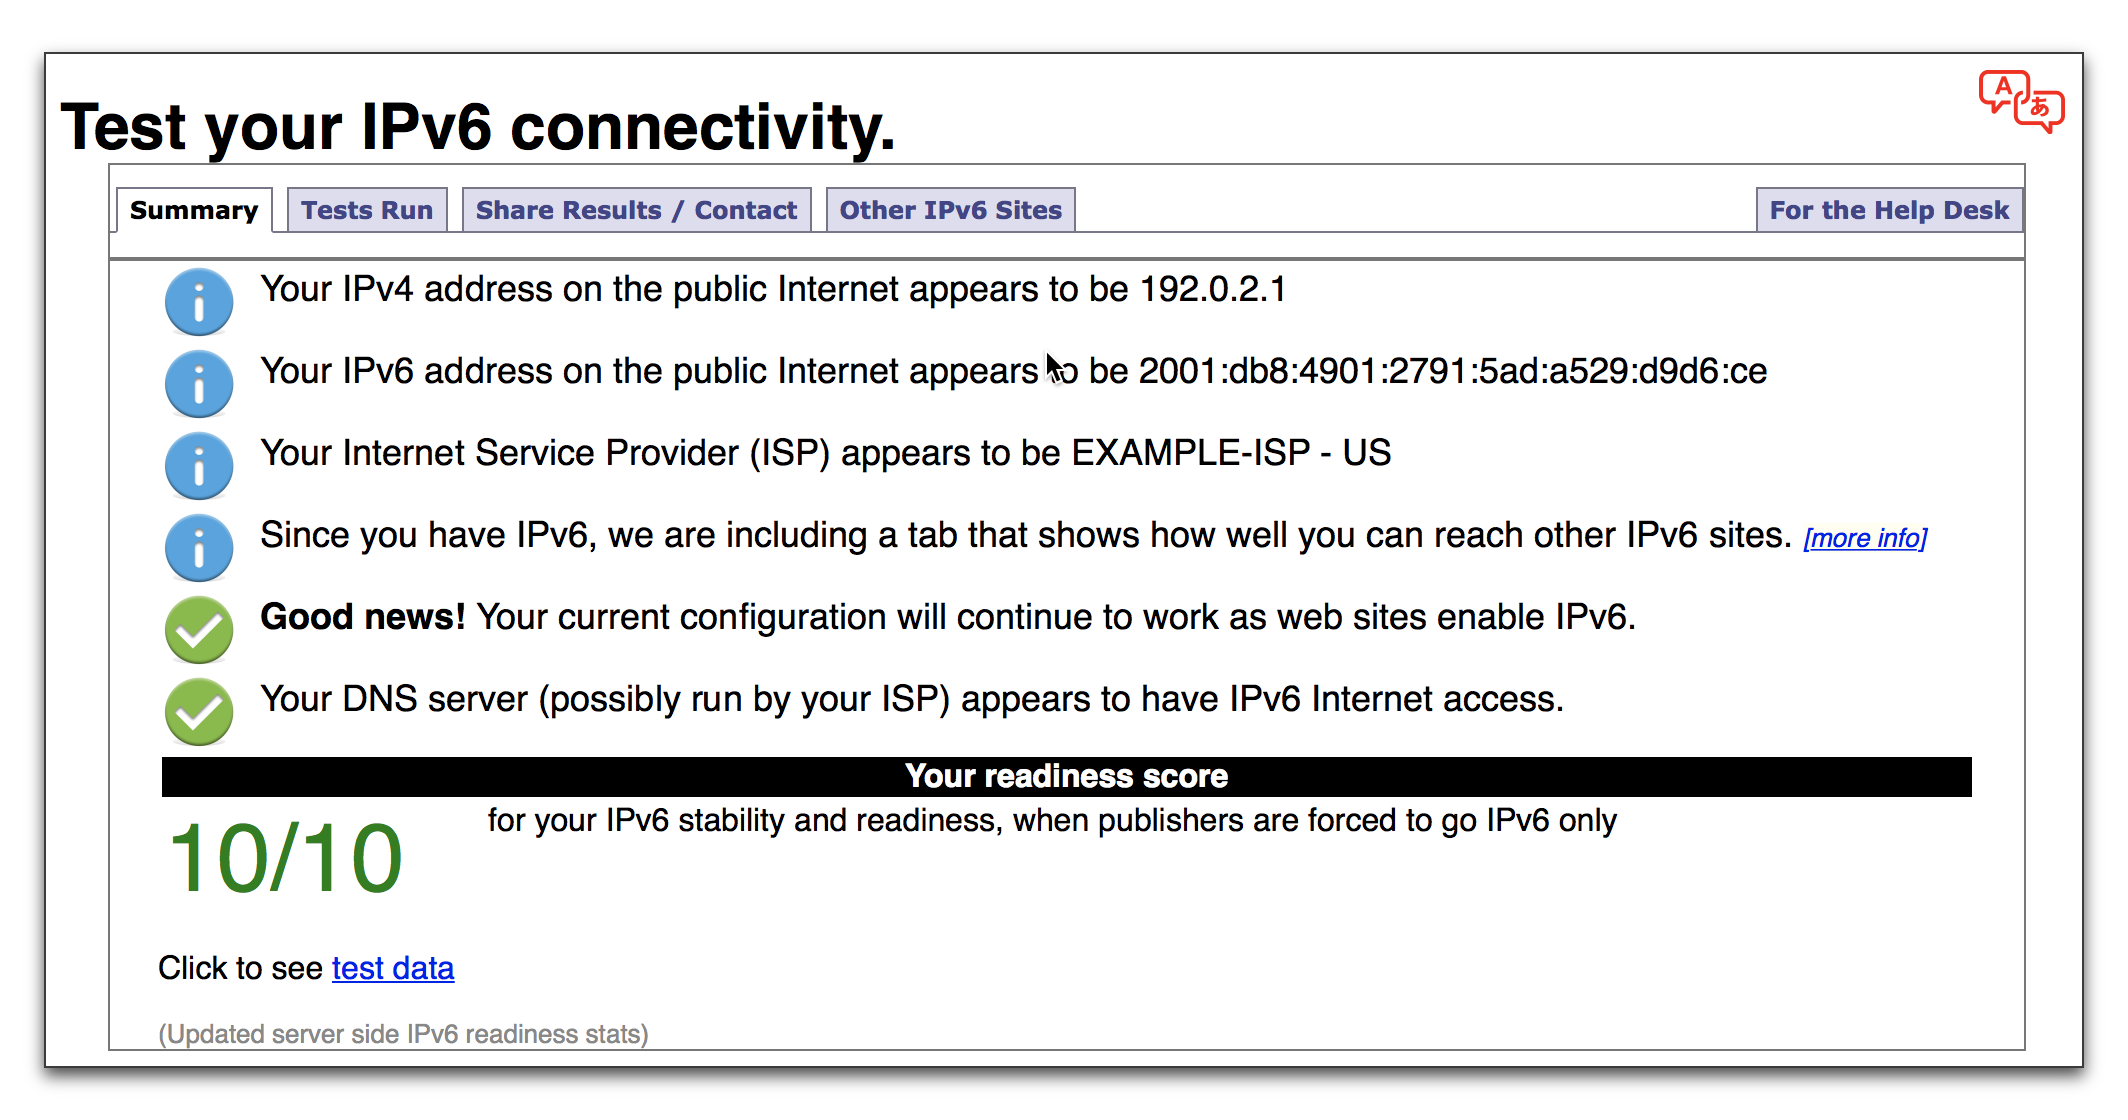 Test your IPv6 connectivity.
A
あ
Summary
Tests Run
Share Results / Contact
Other IPv6 Sites
For the Help Desk
Your IPv4 address on the public Internet appears to be 192.0.2.1
Your IPv6 address on the public Internet appears to be 2001:db8:4901:2791:5ad:a529:d9d6:ce
Your Internet Service Provider (ISP) appears to be EXAMPLE-ISP - US
Since you have IPv6, we are including a tab that shows how well you can reach other IPv6 sites. [more info]
Good news! Your current configuration will continue to work as web sites enable IPv6.
Your DNS server (possibly run by your ISP) appears to have IPv6 Internet access.
Your readiness score
10/10
for your IPv6 stability and readiness, when publishers are forced to go IPv6 only
Click to see test data
(Updated server side IPv6 readiness stats)